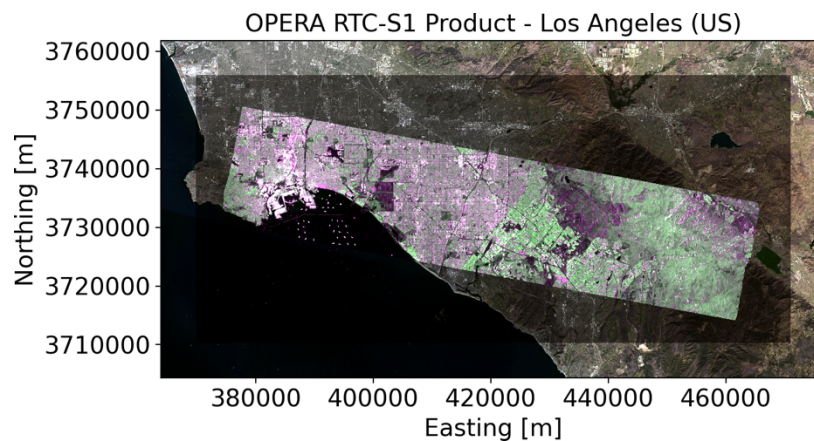 OPERA RTC-S1 Product - Los Angeles (US)
3760000
3750000
3740000
3730000
3720000
3710000
Northing [m]
380000 400000 420000 440000 460000
Easting [m]